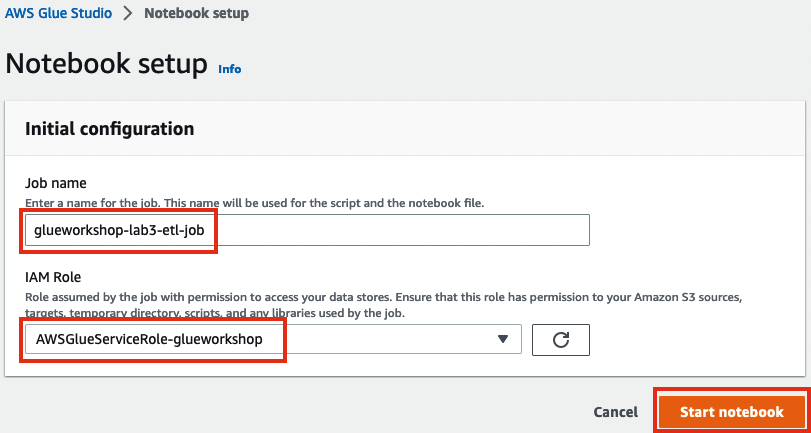 AWS Glue Studio > Notebook setup
Notebook setup Info
Initial configuration
Job name
Enter a name for the job. This name will be used for the script and the notebook file.
glueworkshop-lab3-etl-job
IAM Role
Role assumed by the job with permission to access your data stores. Ensure that this role has permission to your Amazon S3 sources,
targets, temporary directory, scripts, and any libraries used by the job.
AWSGlueServiceRole-glueworkshop
Cancel Start notebook